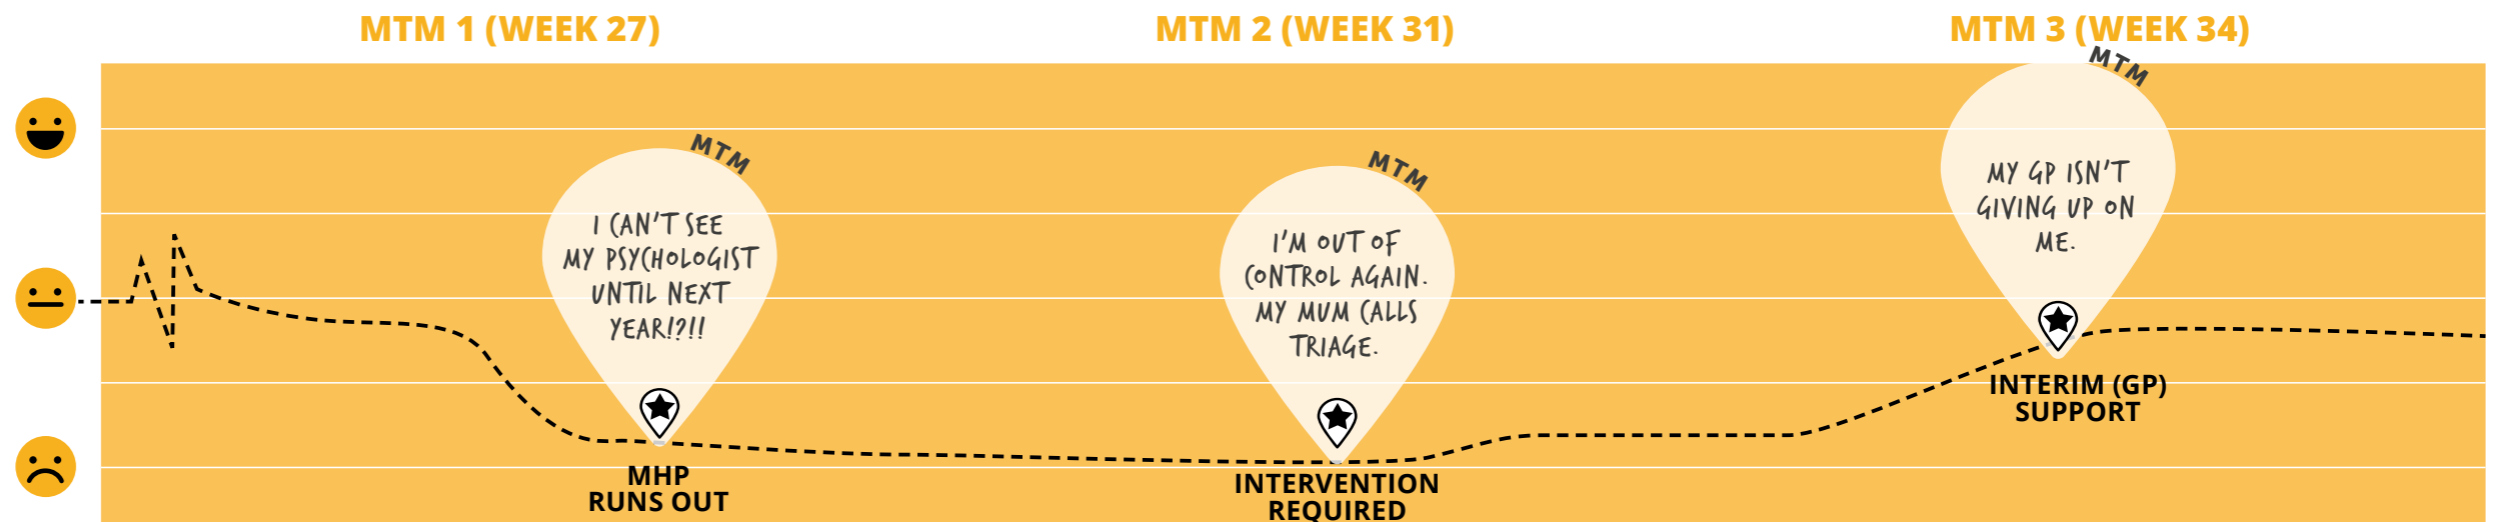 MTM 1 (WEEK 27)
MTM 2 (WEEK 31)
MTM 3 (WEEK 34)
MTM
I CAN'T SEE
MY PSYCHOLOGIST
UNTIL NEXT
YEAR!?!!
MHP
RUNS OUT
MTM
I'M OUT OF
CONTROL AGAIN.
MY MUM CALLS
TRIAGE.
INTERVENTION
REQUIRED
MTM
MY GP ISN'T
GIVING UP ON
ME.
INTERIM (GP)
SUPPORT